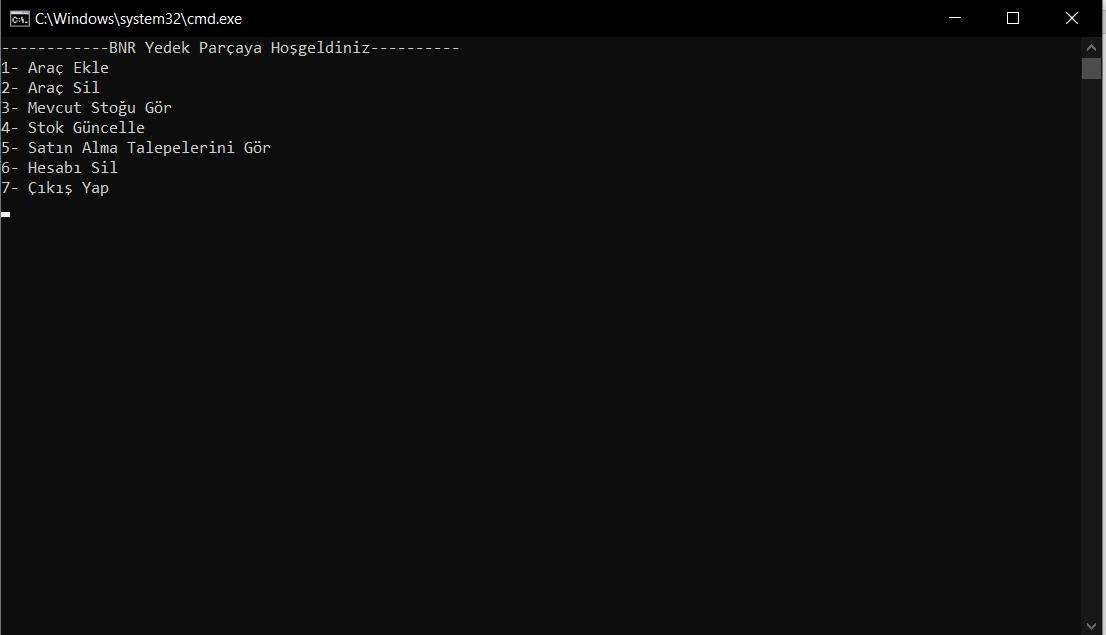 C:\Windows\system32\cmd.exe
------------BNR Yedek Parçaya Hoşgeldiniz----------
1- Araç Ekle
2- Araç Sil
3- Mevcut Stoğu Gör
4- Stok Güncelle
5- Satın Alma Talepelerini Gör
6- Hesabı Sil
7- Çıkış Yap